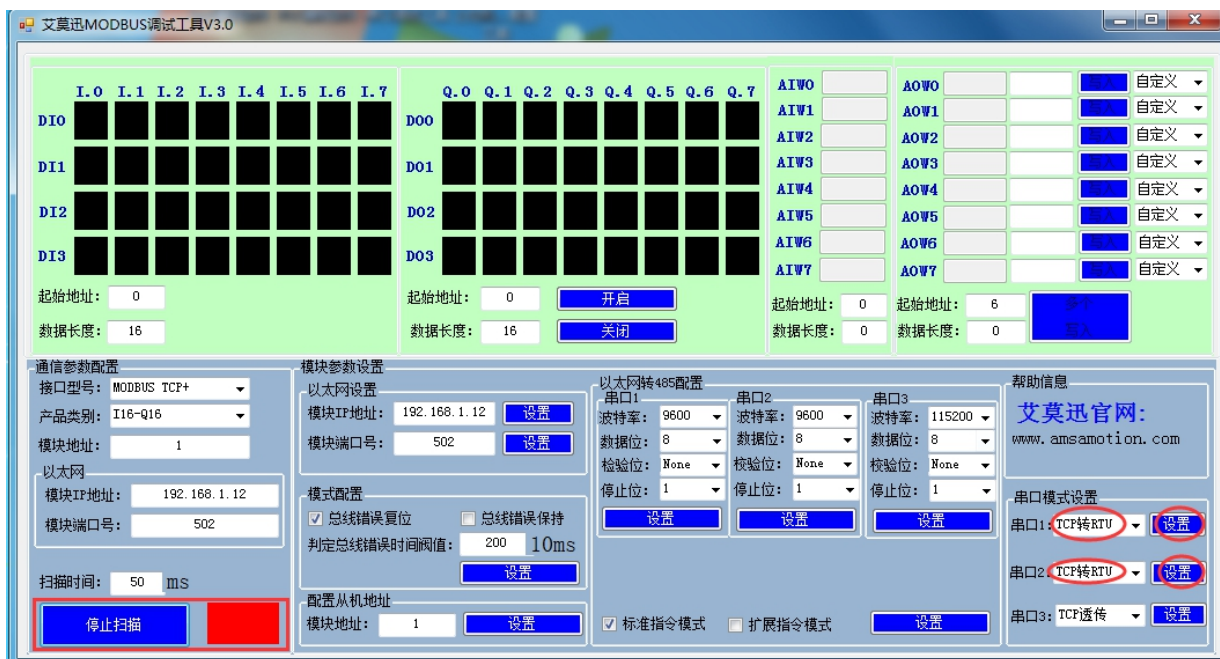 艾莫迅MODBUS调试工具V3.0
I.0 I.1 I.2 I.3 I.4 I.5 I.6 I.7
DI0
DI1
DI2
DI3
起始地址: 0
数据长度: 16
Q.0 Q.1 Q.2 Q.3 Q.4 Q.5 Q.6 Q.7
DO0
DO1
DO2
DO3
起始地址: 0 开启
数据长度: 16 关闭
AIW0
AIW1
AIW2
AIW3
AIW4
AIW5
AIW6
AIW7
起始地址: 0
数据长度: 0
AOW0 写入 自定义
AOW1 写入 自定义
AOW2 写入 自定义
AOW3 写入 自定义
AOW4 写入 自定义
AOW5 写入 自定义
AOW6 写入 自定义
AOW7 写入 自定义
起始地址: 6
数据长度: 0
多个
写入
通信参数配置
接口型号: MODBUS TCP+
产品类别: I16-Q16
模块地址: 1
以太网
模块IP地址: 192.168.1.12
模块端口号: 502
扫描时间: 50 ms
停止扫描
模块参数设置
以太网设置
模块IP地址: 192.168.1.12 设置
模块端口号: 502 设置
模式配置
总线错误复位 总线错误保持
判定总线错误时间阀值: 200 10ms
设置
配置从机地址
模块地址: 1 设置
以太网转485配置
串口1
波特率: 9600
数据位: 8
检验位: None
停止位: 1
设置
串口2
波特率: 9600
数据位: 8
校验位: None
停止位: 1
设置
串口3
波特率: 115200
数据位: 8
校验位: None
停止位: 1
设置
标准指令模式 扩展指令模式 设置
帮助信息
艾莫迅官网:
www.amsamotion.com
串口模式设置
串口1: TCP转RTU 设置
串口2: TCP转RTU 设置
串口3: TCP透传 设置